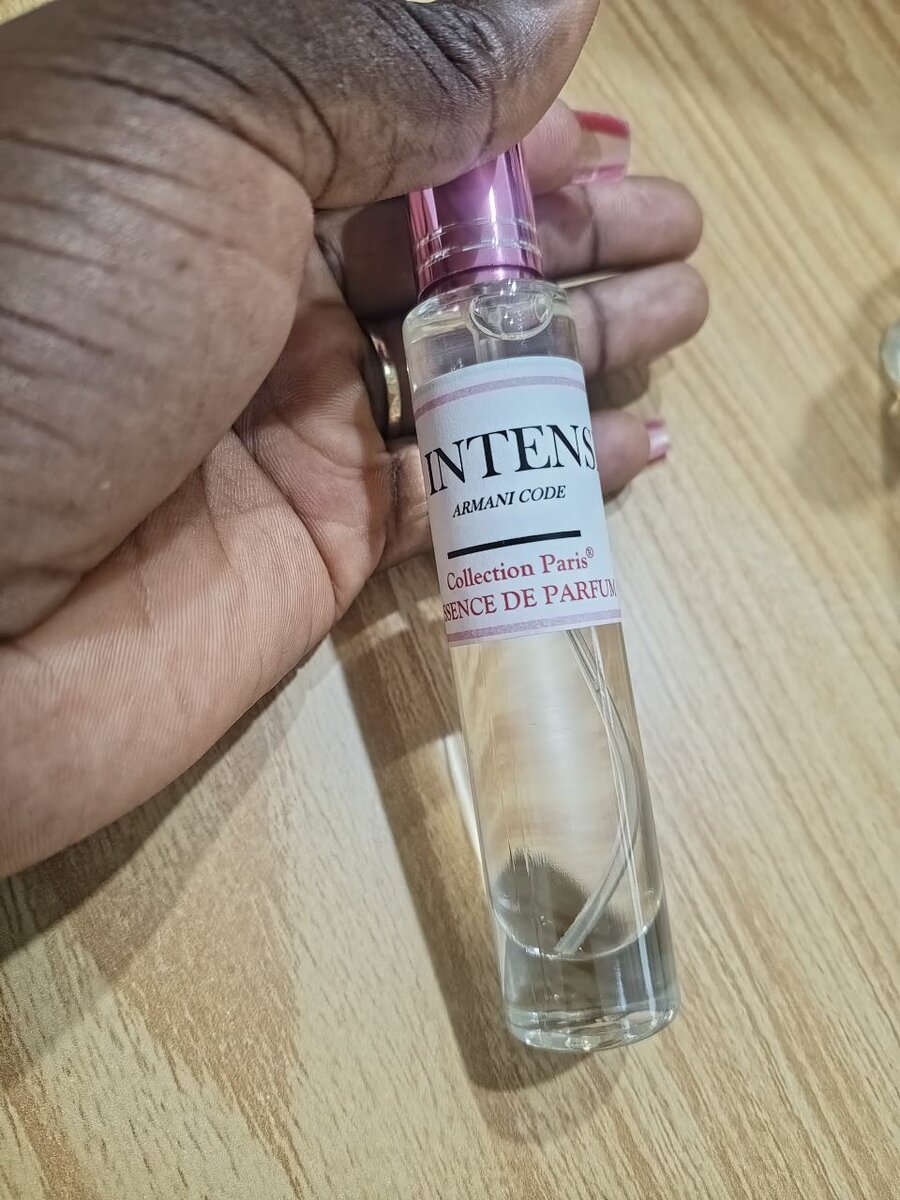 INTENS
ARMANI CODE
Collection Paris®
SSENCE DE PARFUM